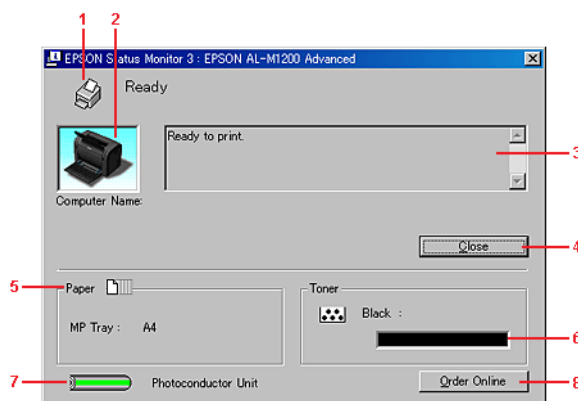 1 2
EPSON Status Monitor 3 : EPSON AL-M1200 Advanced
Ready
Ready to print.
3
Computer Name:
Close 4
5 Paper
Toner
MP Tray : A4
Black :
6
7 Photoconductor Unit
Order Online 8